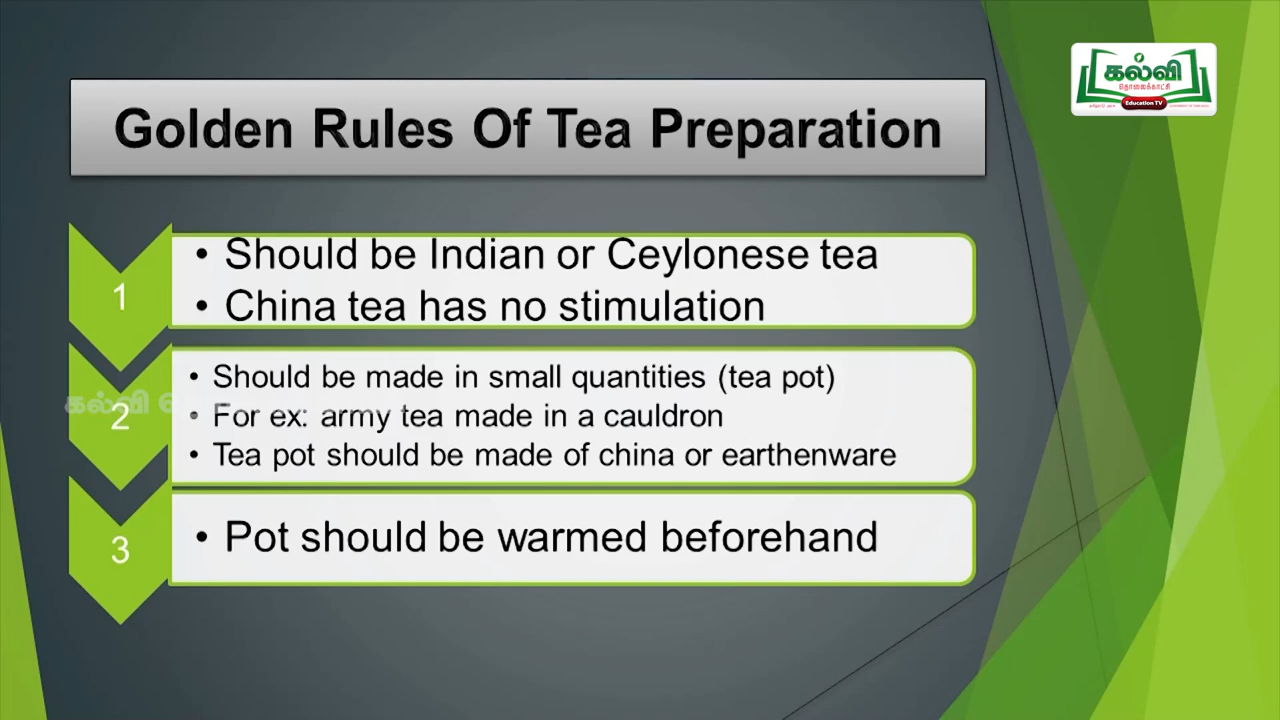 கல்வி
தொலைக்காட்சி
Education TV
Golden Rules Of Tea Preparation
1
• Should be Indian or Ceylonese tea
• China tea has no stimulation
2
• Should be made in small quantities (tea pot)
• For ex: army tea made in a cauldron
• Tea pot should be made of china or earthenware
கல்வி
3
• Pot should be warmed beforehand